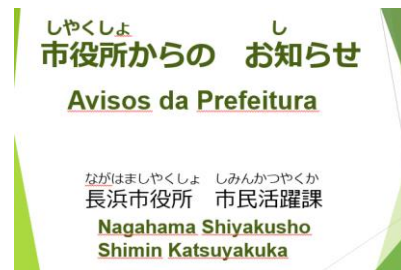 しやくしょ し
市役所からの お知らせ
Avisos da Prefeitura
ながはましやくしょ しみんかつやくか
長浜市役所 市民活躍課
Nagahama Shiyakusho
Shimin Katsuyakuka